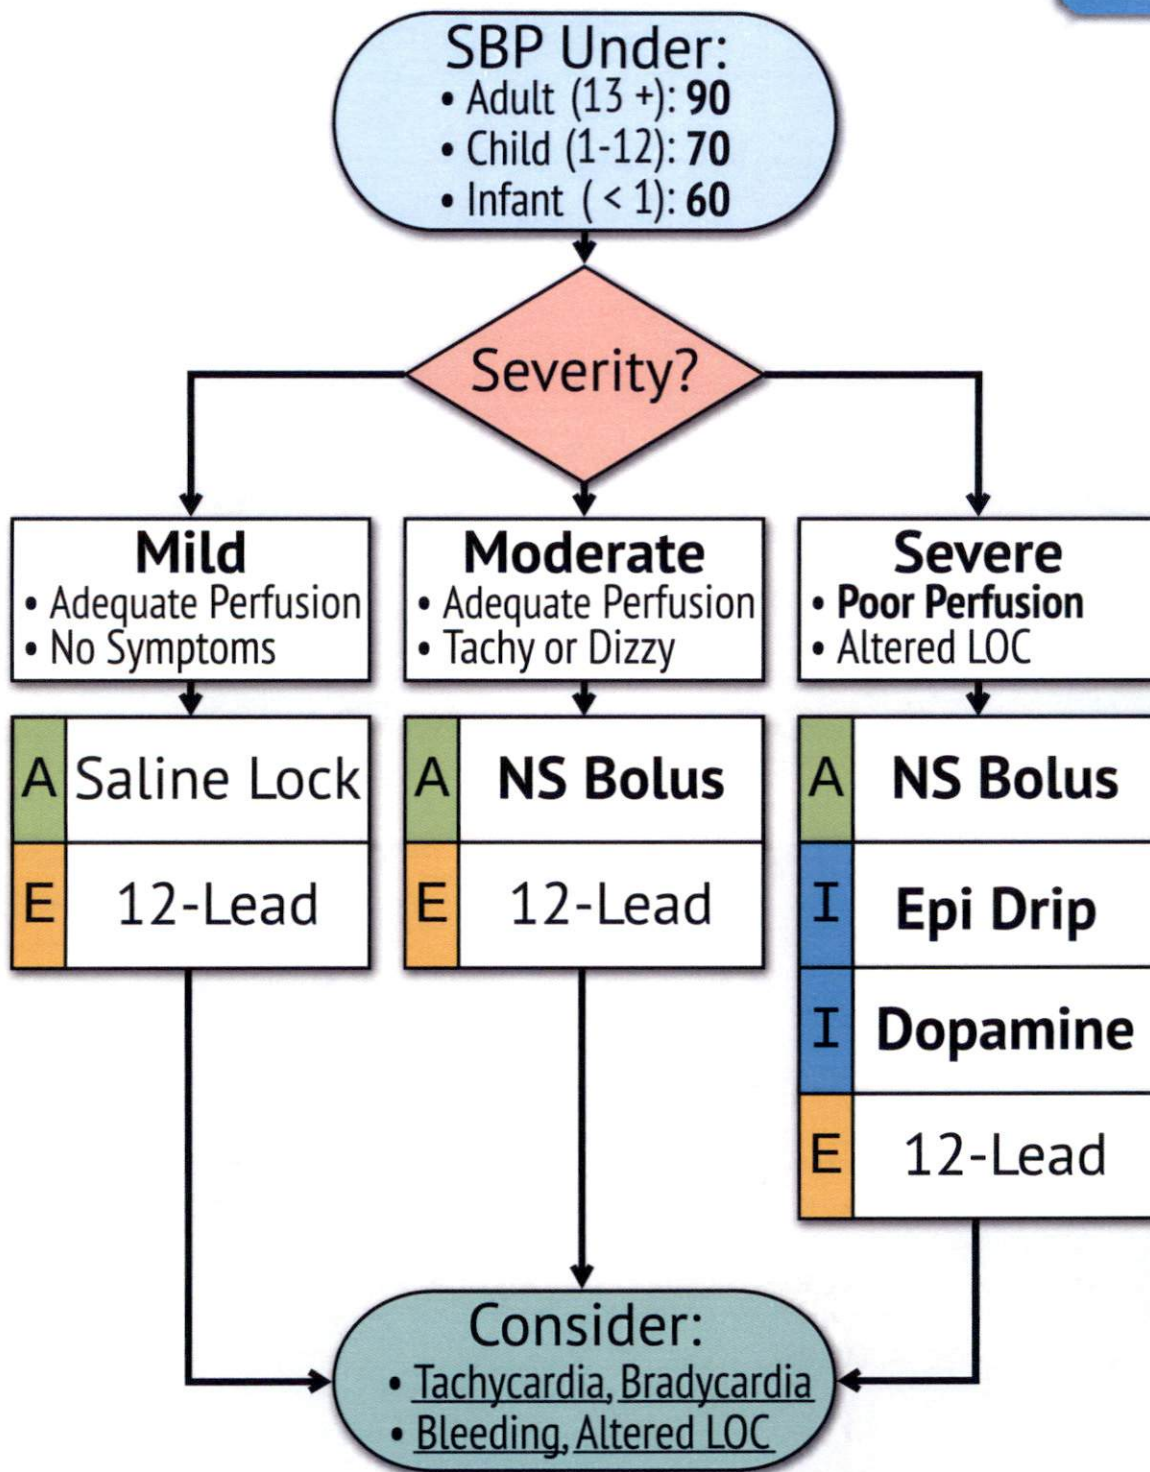 SBP Under:
• Adult (13 +): 90
• Child (1-12): 70
• Infant ( < 1): 60
Severity?
Mild
• Adequate Perfusion
• No Symptoms
A Saline Lock
E 12-Lead
Moderate
• Adequate Perfusion
• Tachy or Dizzy
A NS Bolus
E 12-Lead
Severe
• Poor Perfusion
• Altered LOC
A NS Bolus
I Epi Drip
I Dopamine
E 12-Lead
Consider:
• Tachycardia, Bradycardia
• Bleeding, Altered LOC